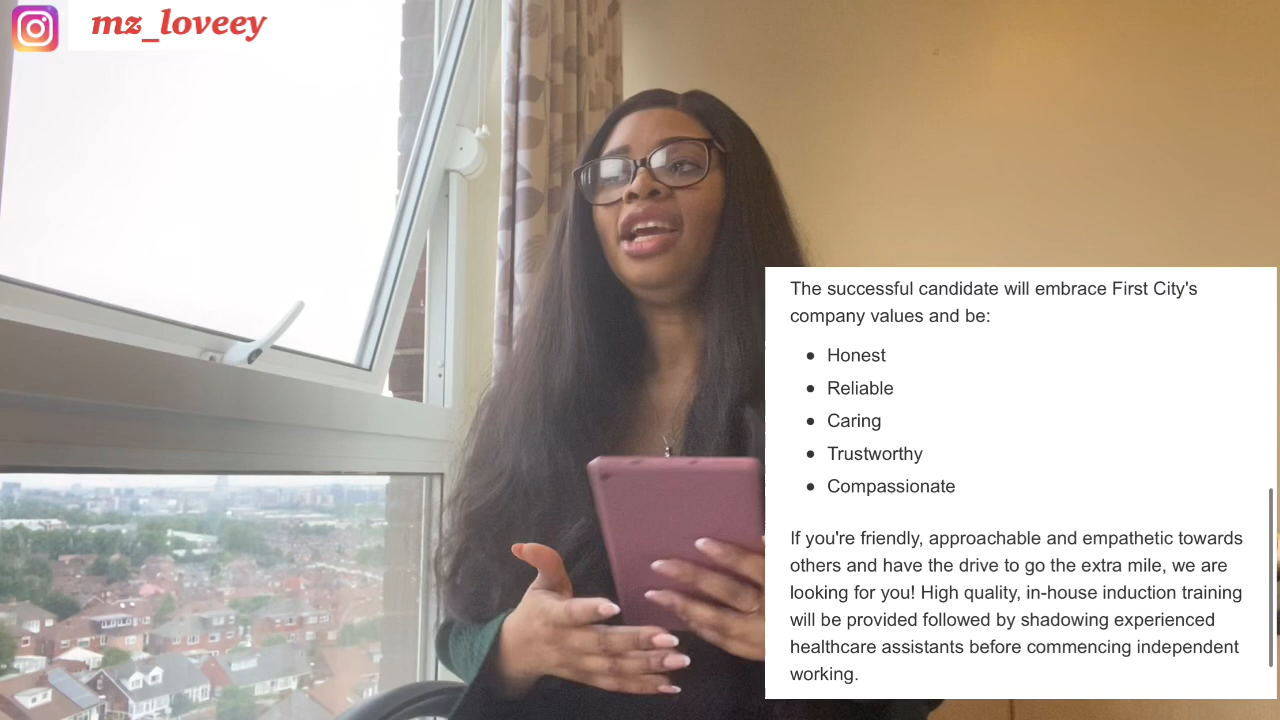 mz_loveey
The successful candidate will embrace First City's
company values and be:
• Honest
• Reliable
• Caring
• Trustworthy
• Compassionate
If you're friendly, approachable and empathetic towards
others and have the drive to go the extra mile, we are
looking for you! High quality, in-house induction training
will be provided followed by shadowing experienced
healthcare assistants before commencing independent
working.